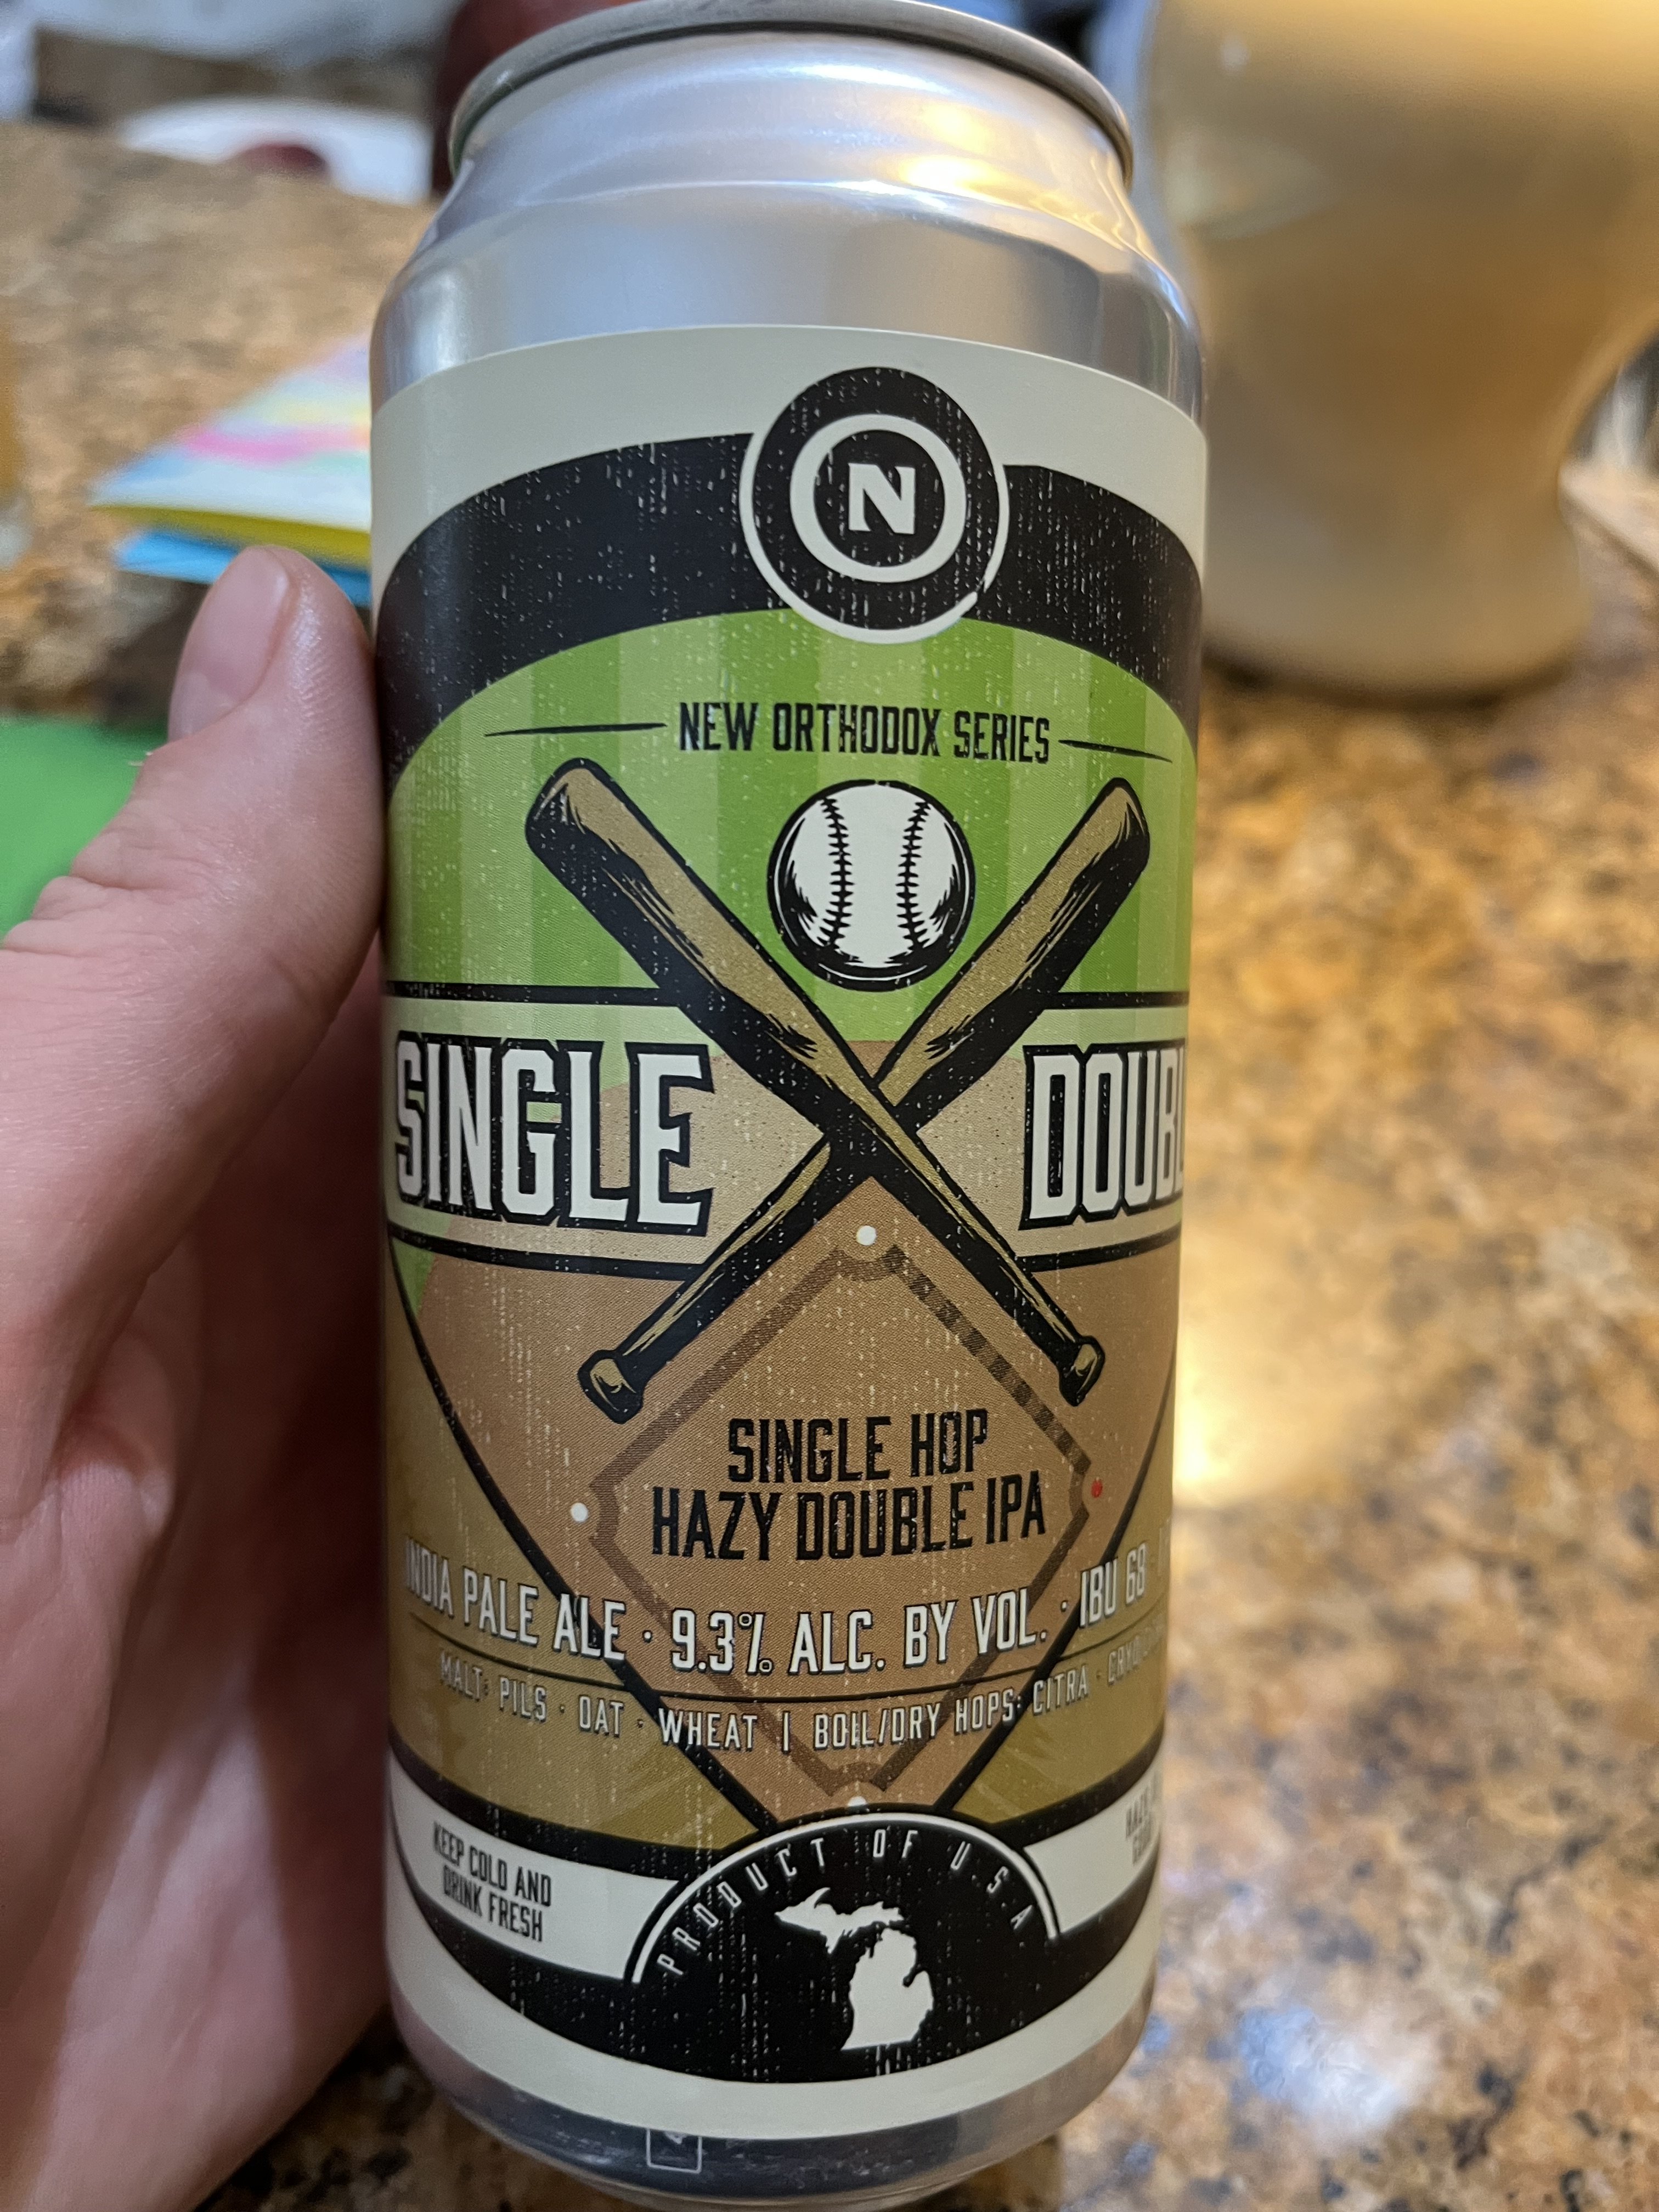 N
NEW ORTHODOX SERIES
SINGLE DOUBL
SINGLE HOP
HAZY DOUBLE IPA
INDIA PALE ALE · 9.3% ALC. BY VOL. · IBU 68
MALT: PILS · OAT · WHEAT | BOIL/DRY HOPS: CITRA ·
KEEP COLD AND
DRINK FRESH
PRODUCT OF U.S.A.